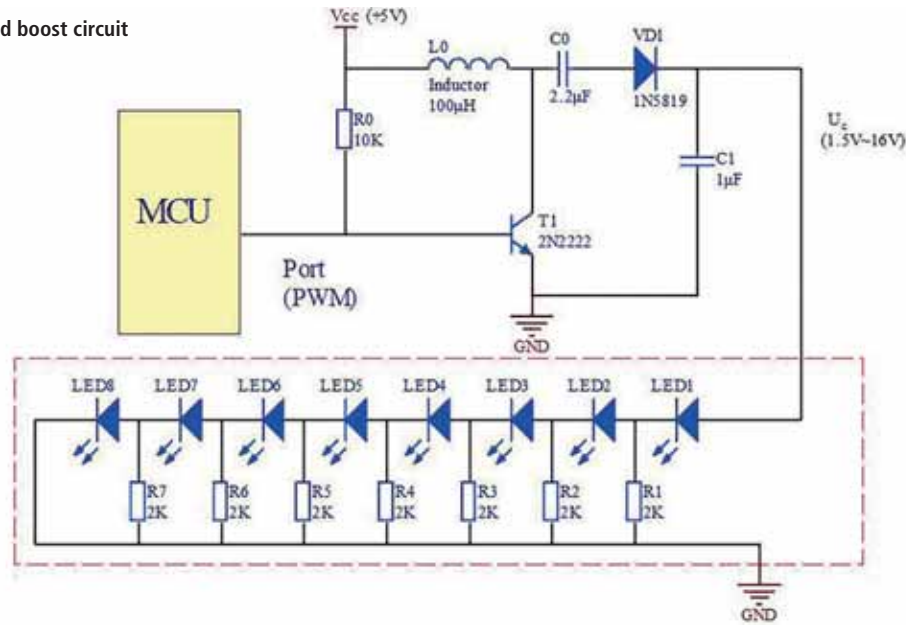 d boost circuit
Vcc (+5V)
L0
Inductor
100μH
C0
2.2μF
VD1
1N5819
R0
10K
U_c
(1.5V~16V)
C1
1μF
MCU
T1
2N2222
Port
(PWM)
GND
LED8 LED7 LED6 LED5 LED4 LED3 LED2 LED1
R7 R6 R5 R4 R3 R2 R1
2K 2K 2K 2K 2K 2K 2K
GND